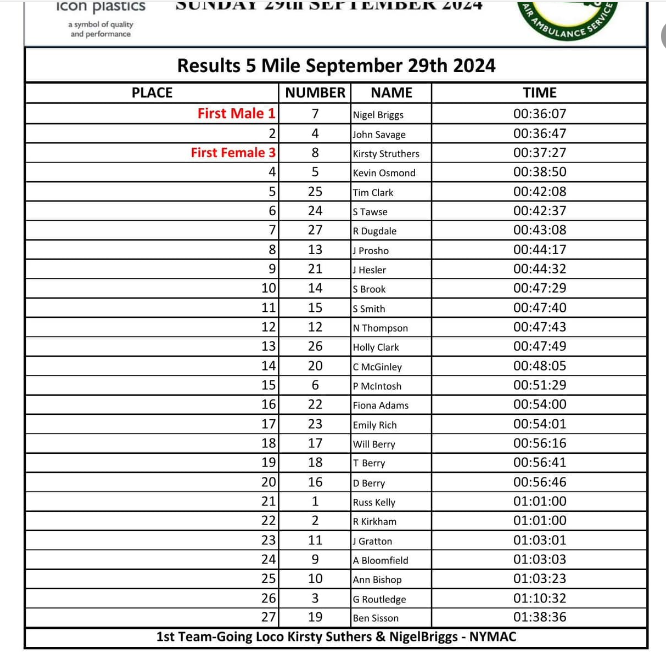 icon plastics
a symbol of quality
and performance
SUNDAY 29th SEPTEMBER 2024
AIR AMBULANCE SERVICE
Results 5 Mile September 29th 2024
PLACE NUMBER NAME TIME
First Male 1 7 Nigel Briggs 00:36:07
2 4 John Savage 00:36:47
First Female 3 8 Kirsty Struthers 00:37:27
4 5 Kevin Osmond 00:38:50
5 25 Tim Clark 00:42:08
6 24 S Tawse 00:42:37
7 27 R Dugdale 00:43:08
8 13 J Prosho 00:44:17
9 21 J Hesler 00:44:32
10 14 S Brook 00:47:29
11 15 S Smith 00:47:40
12 12 N Thompson 00:47:43
13 26 Holly Clark 00:47:49
14 20 C McGinley 00:48:05
15 6 P McIntosh 00:51:29
16 22 Fiona Adams 00:54:00
17 23 Emily Rich 00:54:01
18 17 Will Berry 00:56:16
19 18 T Berry 00:56:41
20 16 D Berry 00:56:46
21 1 Russ Kelly 01:01:00
22 2 R Kirkham 01:01:00
23 11 J Gratton 01:03:01
24 9 A Bloomfield 01:03:03
25 10 Ann Bishop 01:03:23
26 3 G Routledge 01:10:32
27 19 Ben Sisson 01:38:36
1st Team-Going Loco Kirsty Suthers & NigelBriggs - NYMAC